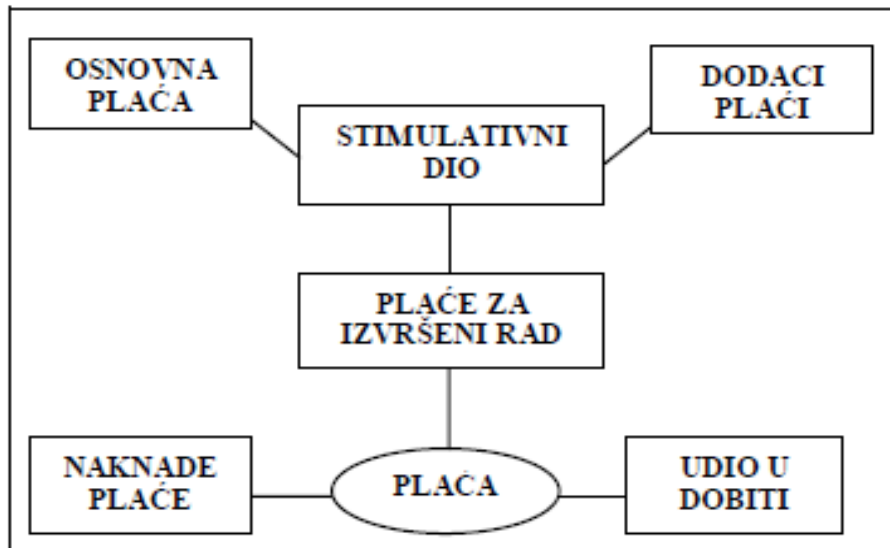 OSNOVNA
PLAĆA
DODACI
PLAĆI
STIMULATIVNI
DIO
PLAĆE ZA
IZVRŠENI RAD
NAKNADE
PLAĆE
PLAĆA
UDIO U
DOBITI